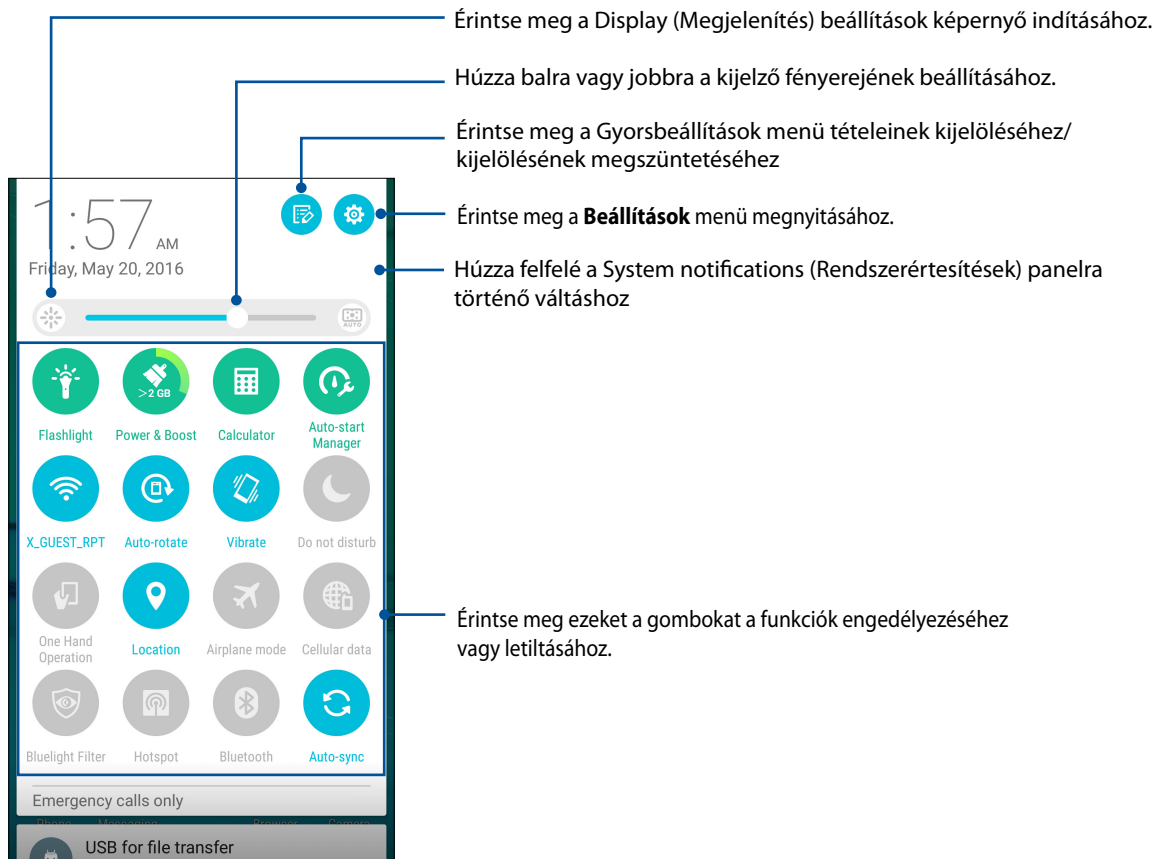 Érintse meg a Display (Megjelenítés) beállítások képernyő indításához.
Húzza balra vagy jobbra a kijelző fényerejének beállításához.
Érintse meg a Gyorsbeállítások menü tételeinek kijelöléséhez/
kijelölésének megszüntetéséhez
Érintse meg a Beállítások menü megnyitásához.
Húzza felfelé a System notifications (Rendszerértesítések) panelra
történő váltáshoz
1:57 AM
Friday, May 20, 2016
AUTO
>2 GB
Flashlight Power & Boost Calculator Auto-start
Manager
X_GUEST_RPT Auto-rotate Vibrate Do not disturb
One Hand
Operation Location Airplane mode Cellular data
Bluelight Filter Hotspot Bluetooth Auto-sync
Érintse meg ezeket a gombokat a funkciók engedélyezéséhez
vagy letiltásához.
Emergency calls only
Phone Messaging Browser Camera
USB for file transfer